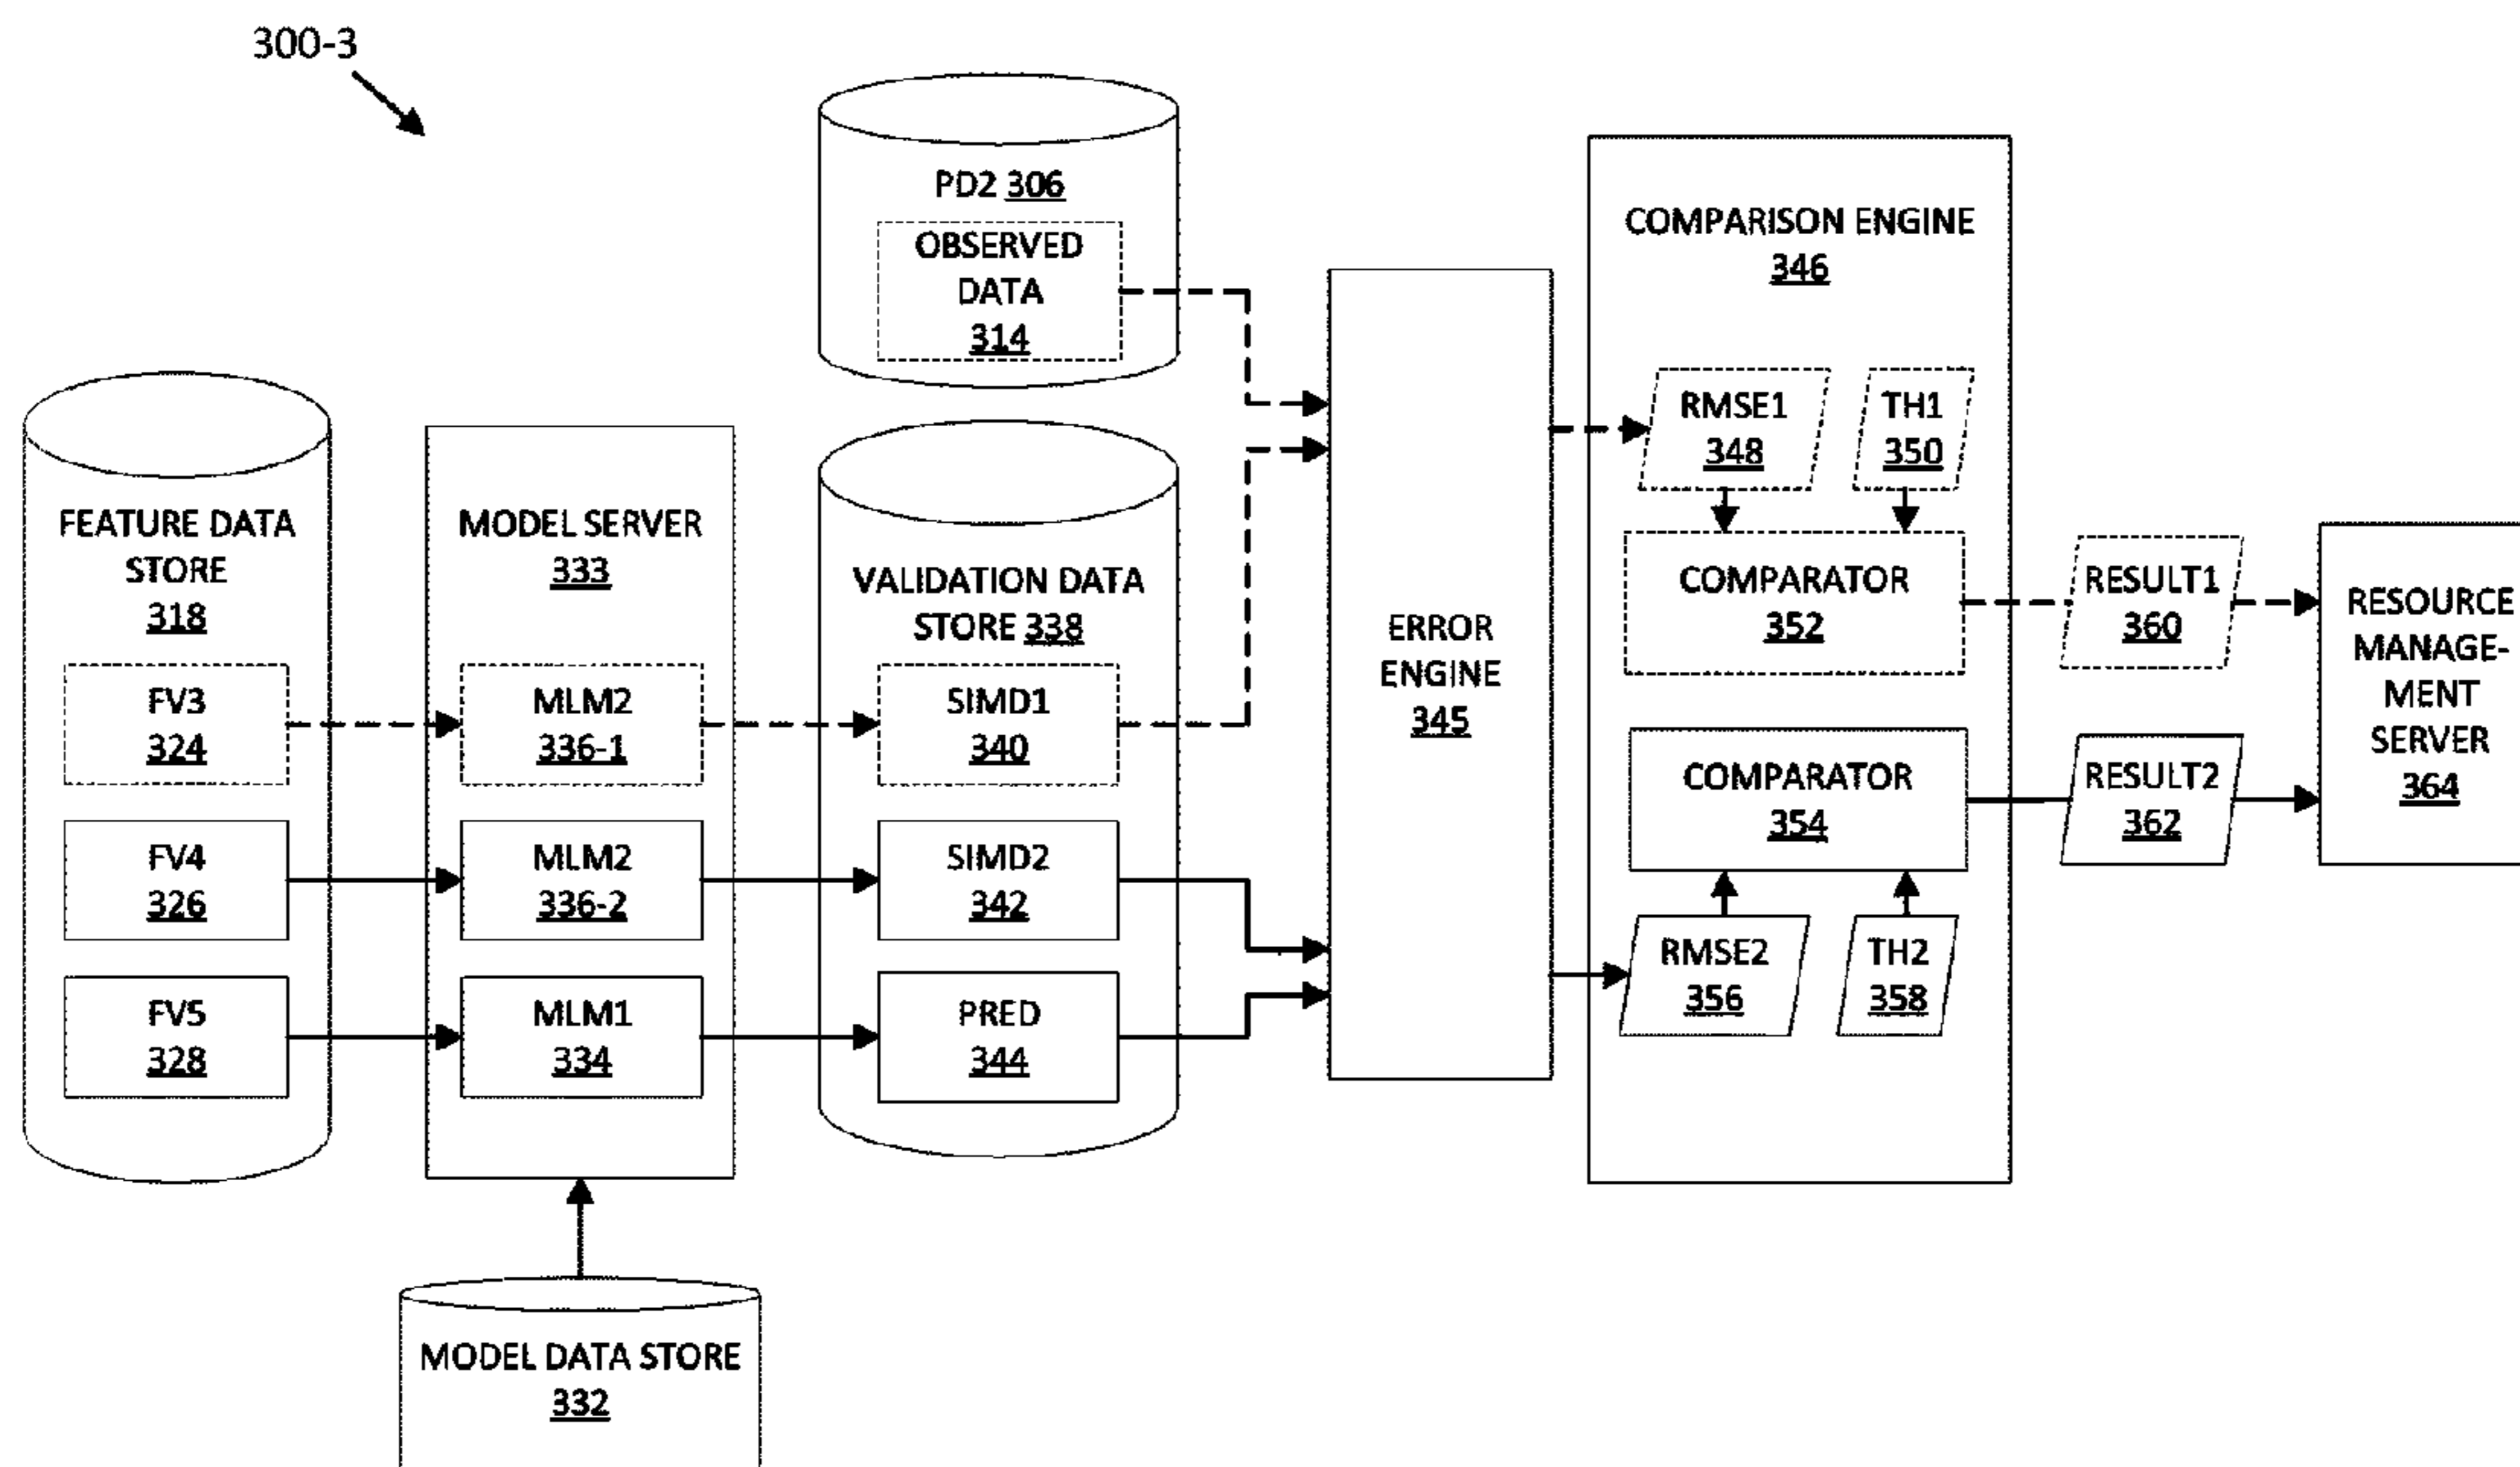 300-3
PD2 306
OBSERVED
DATA
314
FEATURE DATA
STORE
318
FV3
324
FV4
326
FV5
328
MODEL SERVER
333
MLM2
336-1
MLM2
336-2
MLM1
334
MODEL DATA STORE
332
VALIDATION DATA
STORE 338
SIMD1
340
SIMD2
342
PRED
344
ERROR
ENGINE
345
COMPARISON ENGINE
346
RMSE1
348
TH1
350
COMPARATOR
352
COMPARATOR
354
RMSE2
356
TH2
358
RESULT1
360
RESULT2
362
RESOURCE
MANAGE-
MENT
SERVER
364